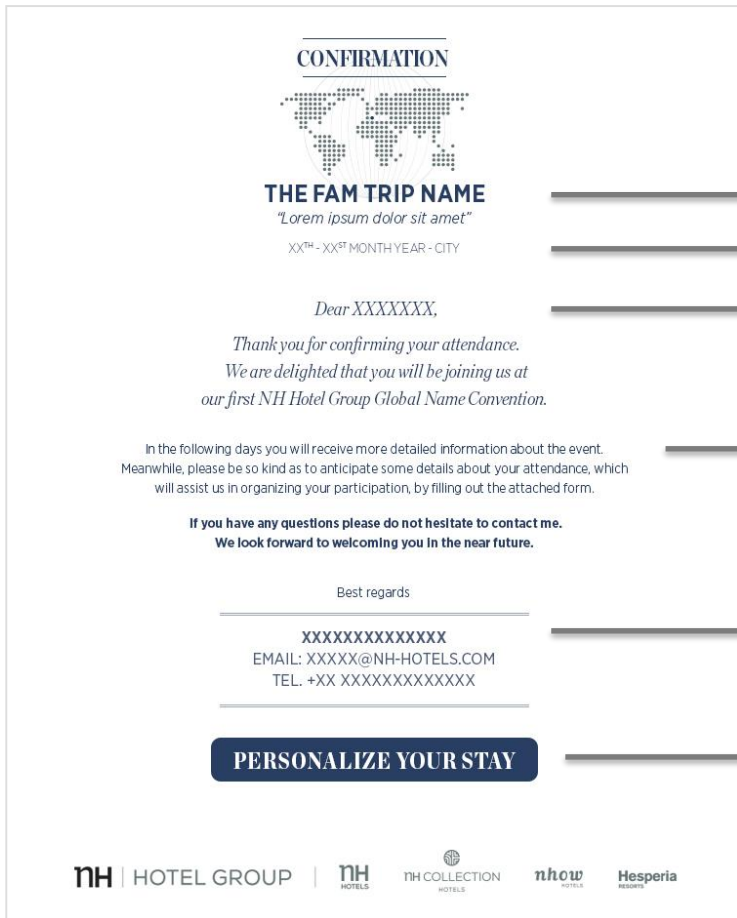 CONFIRMATION
THE FAM TRIP NAME
“Lorem ipsum dolor sit amet”
XXTH - XXST MONTH YEAR - CITY
Dear XXXXXXX,
Thank you for confirming your attendance.
We are delighted that you will be joining us at
our first NH Hotel Group Global Name Convention.
In the following days you will receive more detailed information about the event.
Meanwhile, please be so kind as to anticipate some details about your attendance, which
will assist us in organizing your participation, by filling out the attached form.
If you have any questions please do not hesitate to contact me.
We look forward to welcoming you in the near future.
Best regards
XXXXXXXXXXXXXX
EMAIL: XXXXX@NH-HOTELS.COM
TEL. +XX XXXXXXXXXXXXX
PERSONALIZE YOUR STAY
nH | HOTEL GROUP | nH HOTELS nH COLLECTION HOTELS nhow HOTELS Hesperia RESORTS